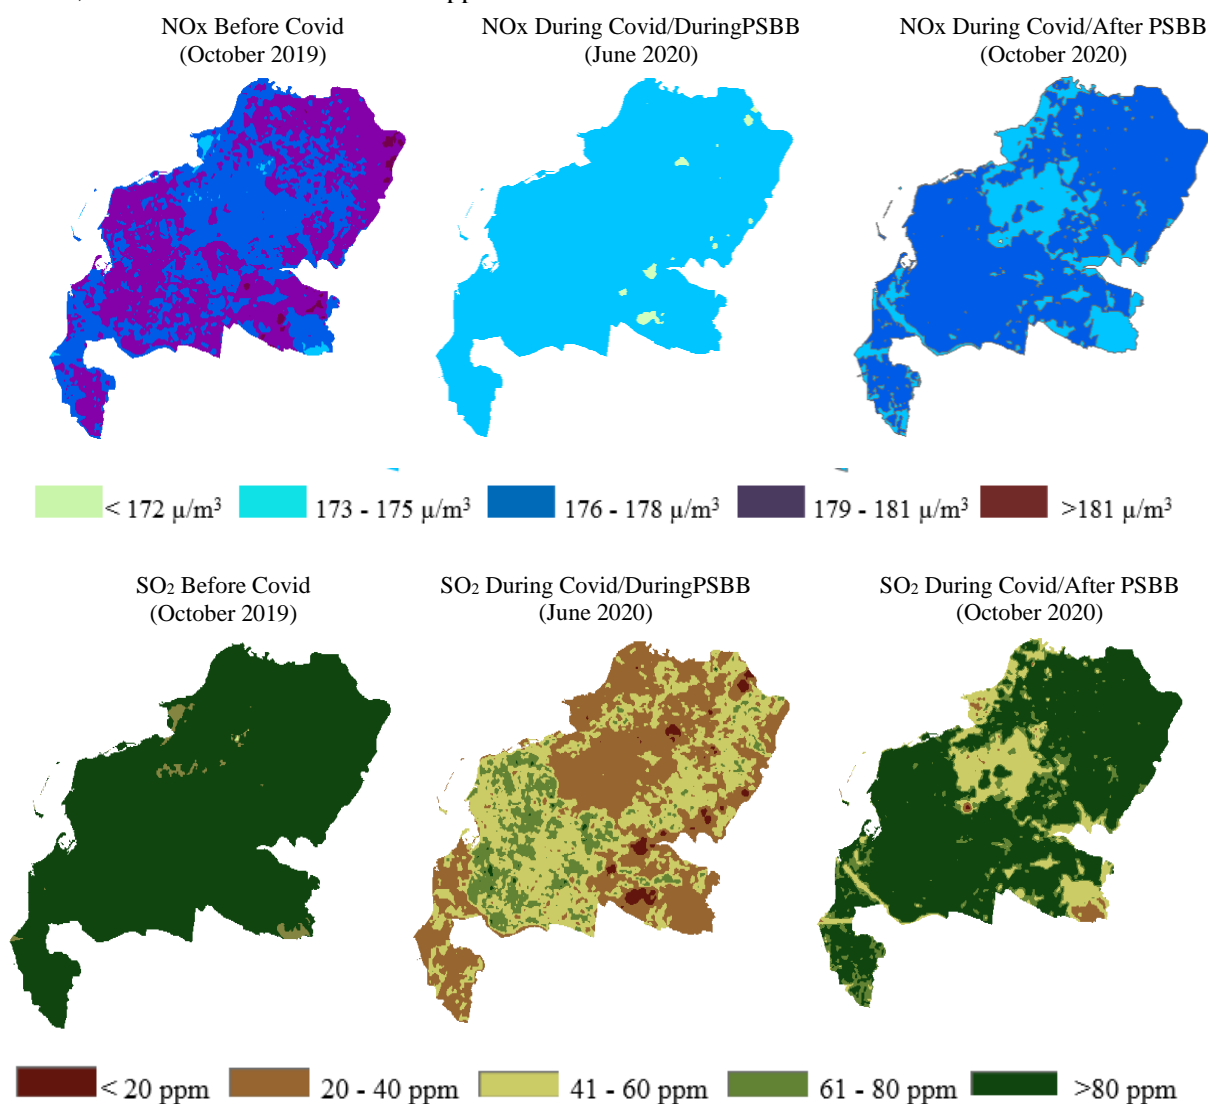 NOx Before Covid
(October 2019)
NOx During Covid/DuringPSBB
(June 2020)
NOx During Covid/After PSBB
(October 2020)
< 172 µ/m³
173 - 175 µ/m³
176 - 178 µ/m³
179 - 181 µ/m³
>181 µ/m³
SO₂ Before Covid
(October 2019)
SO₂ During Covid/DuringPSBB
(June 2020)
SO₂ During Covid/After PSBB
(October 2020)
< 20 ppm
20 - 40 ppm
41 - 60 ppm
61 - 80 ppm
>80 ppm